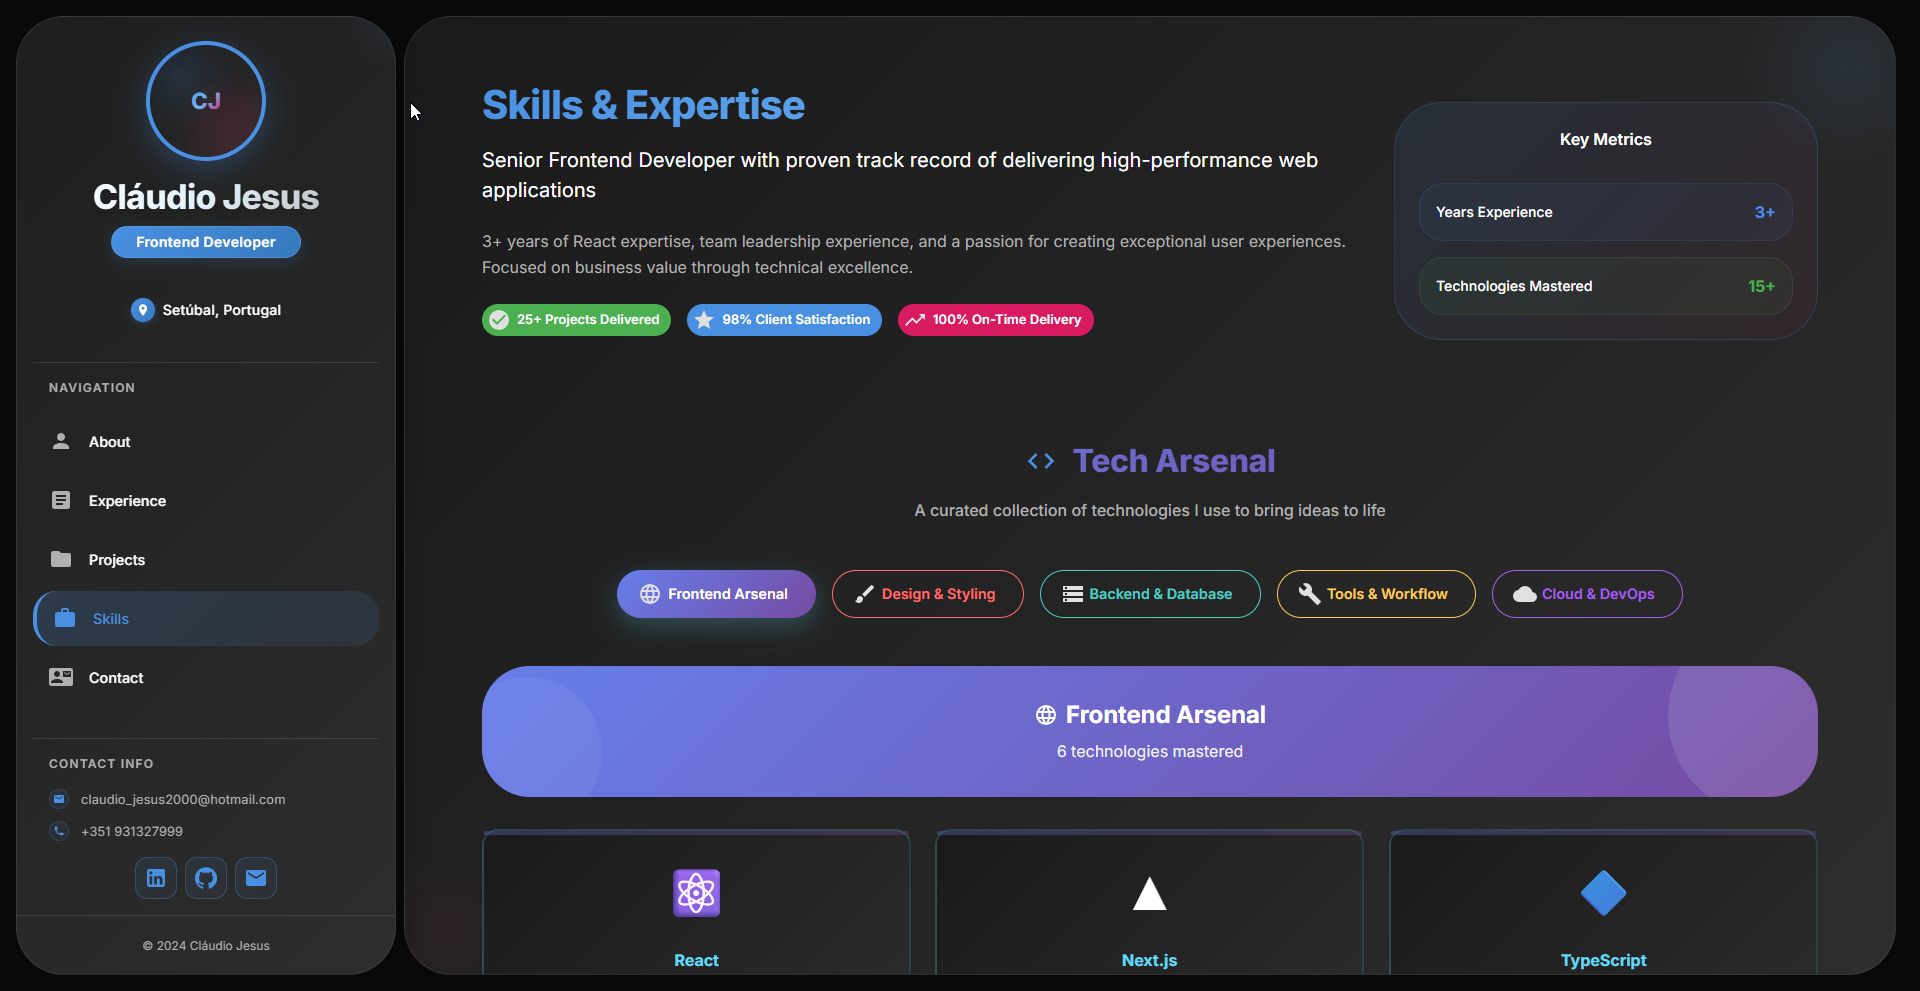 CJ
Cláudio Jesus
Frontend Developer
Setúbal, Portugal
NAVIGATION
About
Experience
Projects
Skills
Contact
CONTACT INFO
claudio_jesus2000@hotmail.com
+351 931327999
© 2024 Cláudio Jesus
Skills & Expertise
Senior Frontend Developer with proven track record of delivering high-performance web
applications
3+ years of React expertise, team leadership experience, and a passion for creating exceptional user experiences.
Focused on business value through technical excellence.
25+ Projects Delivered
98% Client Satisfaction
100% On-Time Delivery
Key Metrics
Years Experience 3+
Technologies Mastered 15+
Tech Arsenal
A curated collection of technologies I use to bring ideas to life
Frontend Arsenal
Design & Styling
Backend & Database
Tools & Workflow
Cloud & DevOps
Frontend Arsenal
6 technologies mastered
React
Next.js
TypeScript